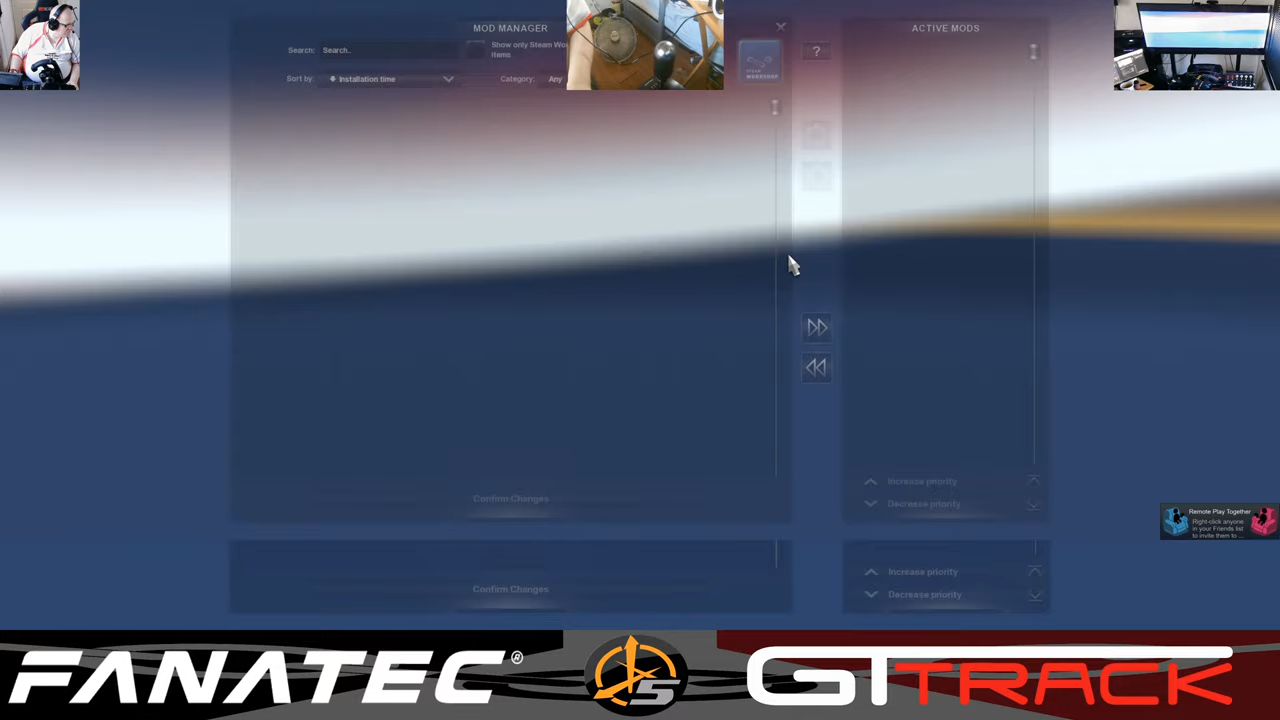 MOD MANAGER
Search:
Search..
Show only Steam Wo
items
Sort by:
Installation time
Category:
Any
STEAM
WORKSHOP
?
ACTIVE MODS
Confirm Changes
Increase priority
Decrease priority
Confirm Changes
Increase priority
Decrease priority
Remote Play Together
Right-click anyone
in your Friends list
to invite them to ...
FANATEC®
S
GTTRACK